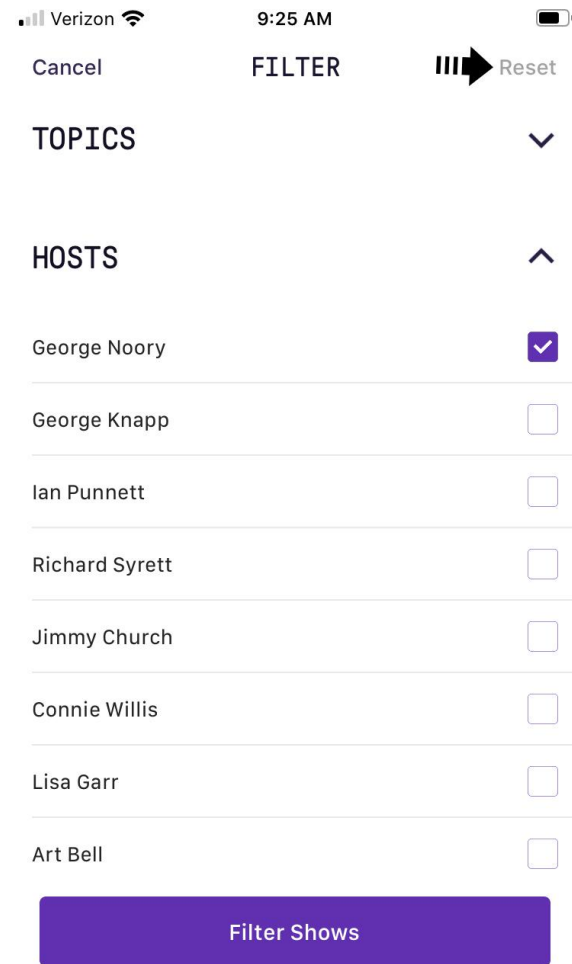 Verizon 9:25 AM
Cancel FILTER Reset
TOPICS
HOSTS
George Noory
George Knapp
Ian Punnett
Richard Syrett
Jimmy Church
Connie Willis
Lisa Garr
Art Bell
Filter Shows